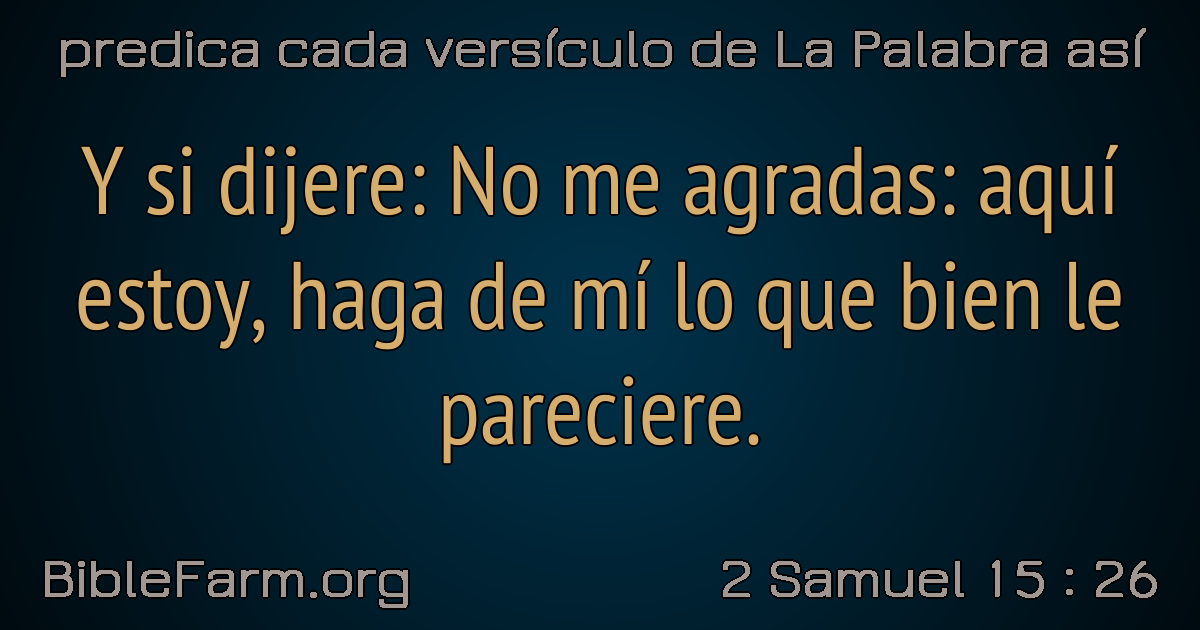 predica cada versículo de La Palabra así
Y si dijere: No me agradas: aquí
estoy, haga de mí lo que bien le
pareciere.
BibleFarm.org
2 Samuel 15 : 26